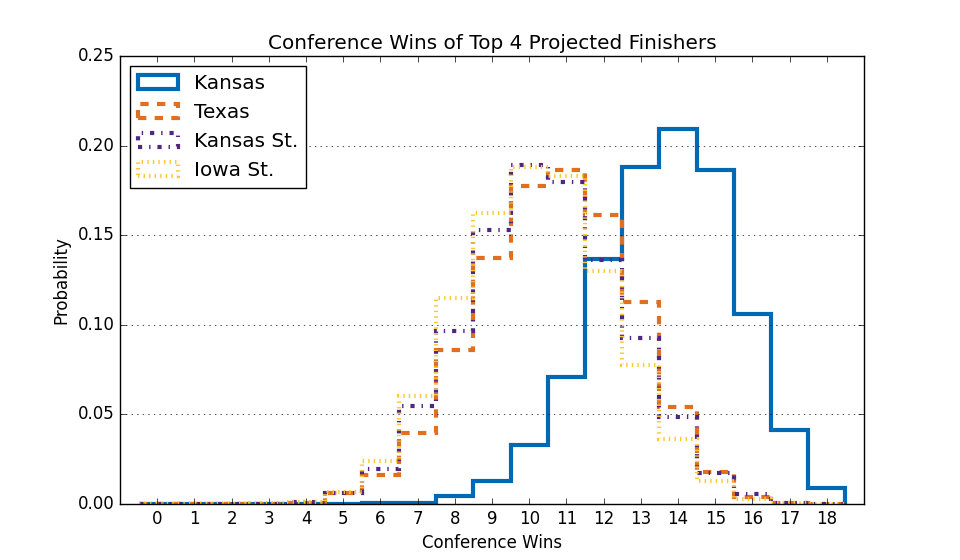 Conference Wins of Top 4 Projected Finishers
0.25
0.20
0.15
0.10
0.05
0.00
Probability
Kansas
Texas
Kansas St.
Iowa St.
0 1 2 3 4 5 6 7 8 9 10 11 12 13 14 15 16 17 18
Conference Wins